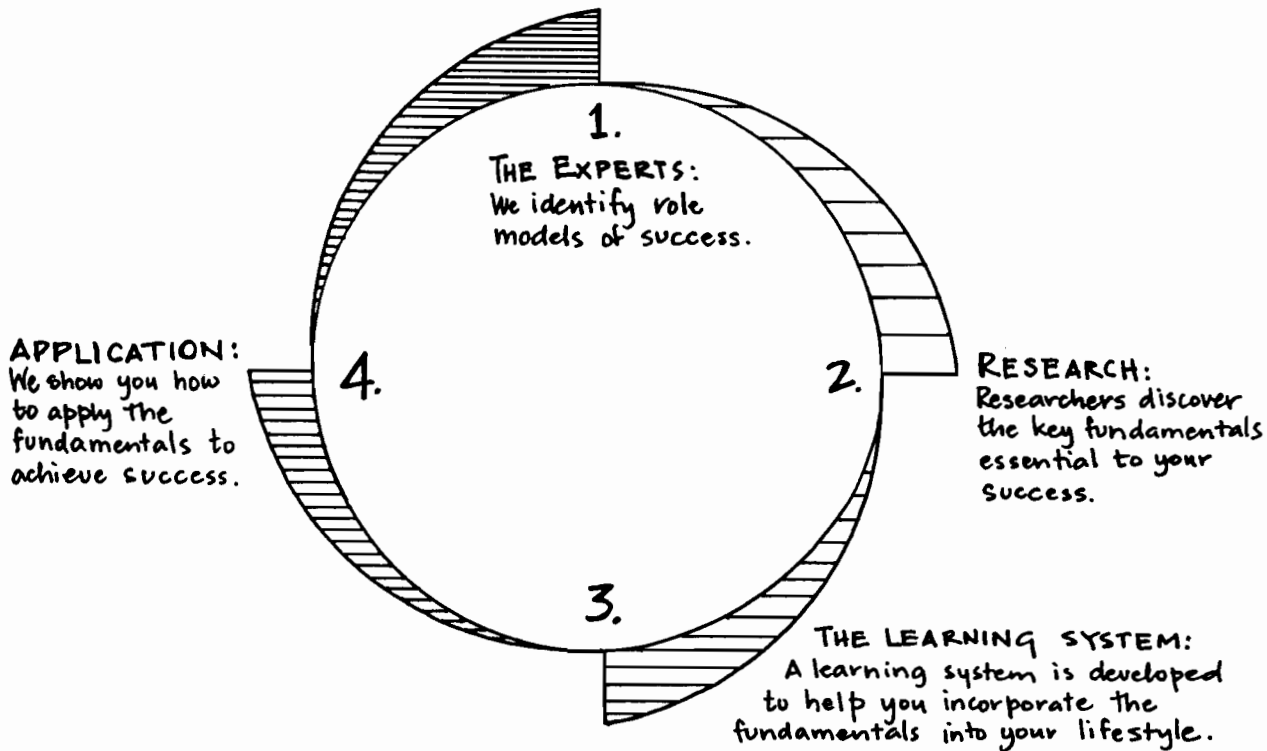 1.
THE EXPERTS:
We identify role
models of success.
2.
RESEARCH:
Researchers discover
the key fundamentals
essential to your
success.
3.
THE LEARNING SYSTEM:
A learning system is developed
to help you incorporate the
fundamentals into your lifestyle.
4.
APPLICATION:
We show you how
to apply the
fundamentals to
achieve success.